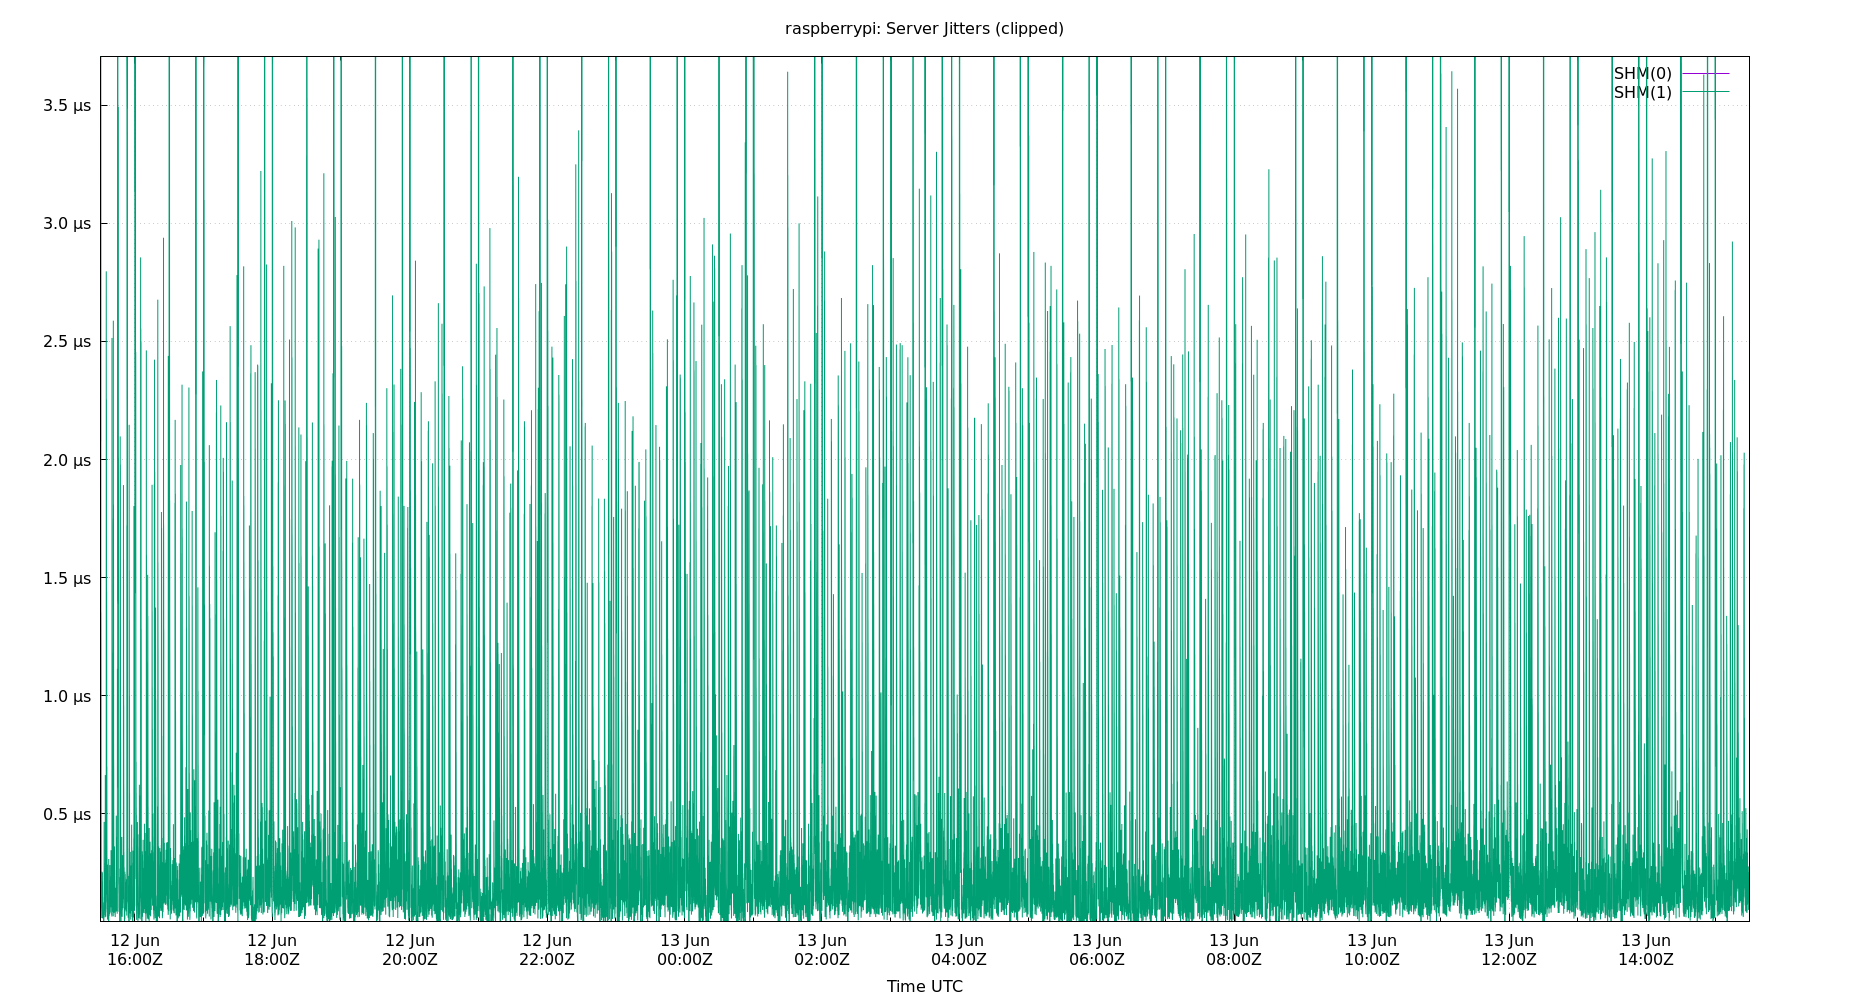 raspberrypi: Server Jitters (clipped)
SHM(0)
SHM(1)
3.5 µs
3.0 µs
2.5 µs
2.0 µs
1.5 µs
1.0 µs
0.5 µs
12 Jun 12 Jun 12 Jun 12 Jun 13 Jun 13 Jun 13 Jun 13 Jun 13 Jun 13 Jun 13 Jun 13 Jun
16:00Z 18:00Z 20:00Z 22:00Z 00:00Z 02:00Z 04:00Z 06:00Z 08:00Z 10:00Z 12:00Z 14:00Z
Time UTC